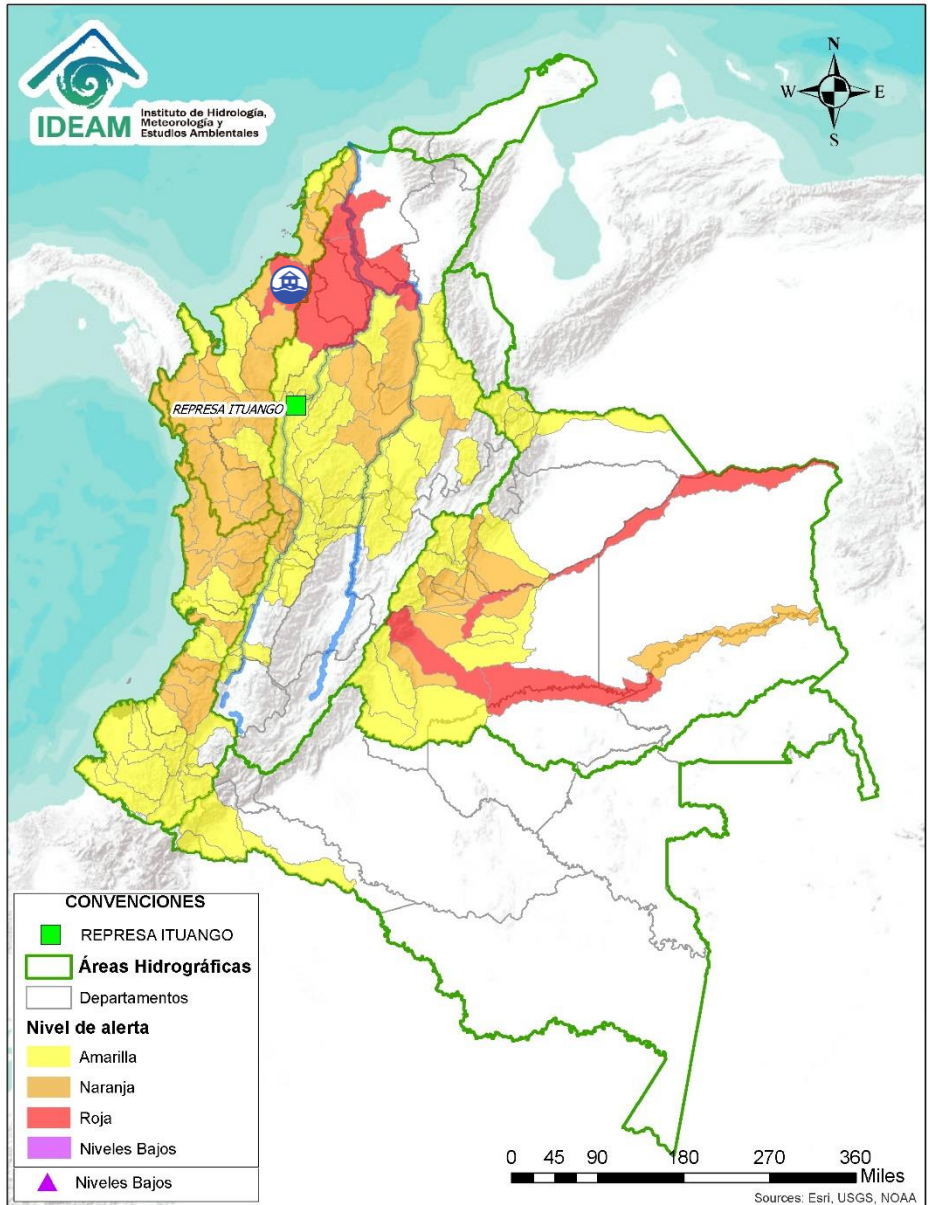 IDEAM
Instituto de Hidrología,
Meteorología y
Estudios Ambientales
N
W
E
S
REPRESA ITUANGO
CONVENCIONES
REPRESA ITUANGO
Áreas Hidrográficas
Departamentos
Nivel de alerta
Amarilla
Naranja
Roja
Niveles Bajos
Niveles Bajos
0 45 90 180 270 360
Miles
Sources: Esri, USGS, NOAA